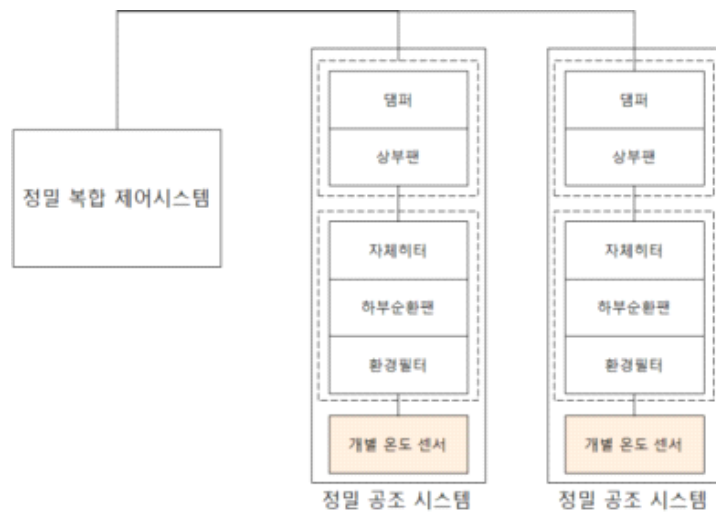 정밀 복합 제어시스템
댐퍼
상부팬
자체히터
하부순환팬
환경필터
개별 온도 센서
정밀 공조 시스템
댐퍼
상부팬
자체히터
하부순환팬
환경필터
개별 온도 센서
정밀 공조 시스템